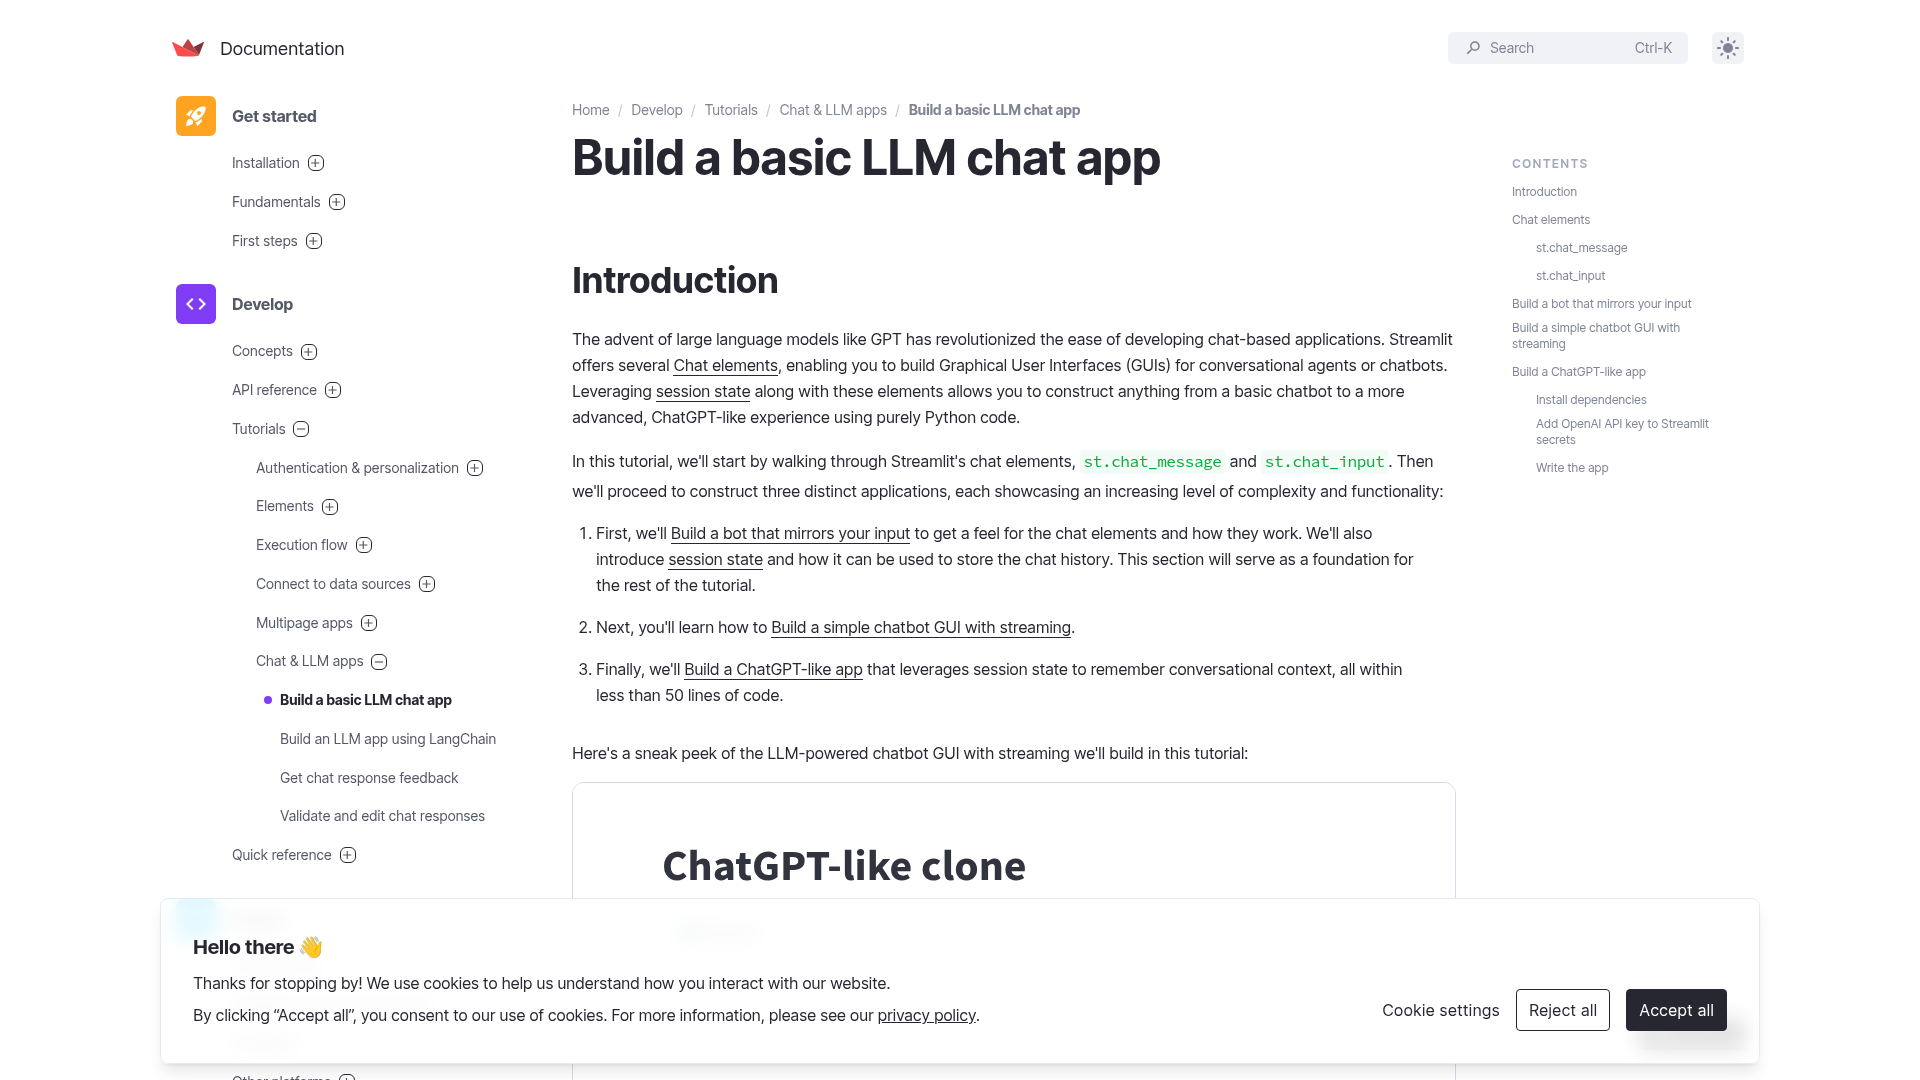 Documentation
Search Ctrl-K
Get started
Installation
Fundamentals
First steps
Develop
Concepts
API reference
Tutorials
Authentication & personalization
Elements
Execution flow
Connect to data sources
Multipage apps
Chat & LLM apps
Build a basic LLM chat app
Build an LLM app using LangChain
Get chat response feedback
Validate and edit chat responses
Quick reference
Home / Develop / Tutorials / Chat & LLM apps / Build a basic LLM chat app
Build a basic LLM chat app
Introduction
The advent of large language models like GPT has revolutionized the ease of developing chat-based applications. Streamlit
offers several Chat elements, enabling you to build Graphical User Interfaces (GUIs) for conversational agents or chatbots.
Leveraging session state along with these elements allows you to construct anything from a basic chatbot to a more
advanced, ChatGPT-like experience using purely Python code.
In this tutorial, we'll start by walking through Streamlit's chat elements, st.chat_message and st.chat_input. Then
we'll proceed to construct three distinct applications, each showcasing an increasing level of complexity and functionality:
1. First, we'll Build a bot that mirrors your input to get a feel for the chat elements and how they work. We'll also
introduce session state and how it can be used to store the chat history. This section will serve as a foundation for
the rest of the tutorial.
2. Next, you'll learn how to Build a simple chatbot GUI with streaming.
3. Finally, we'll Build a ChatGPT-like app that leverages session state to remember conversational context, all within
less than 50 lines of code.
Here's a sneak peek of the LLM-powered chatbot GUI with streaming we'll build in this tutorial:
ChatGPT-like clone
CONTENTS
Introduction
Chat elements
st.chat_message
st.chat_input
Build a bot that mirrors your input
Build a simple chatbot GUI with
streaming
Build a ChatGPT-like app
Install dependencies
Add OpenAI API key to Streamlit
secrets
Write the app
Hello there 👋
Thanks for stopping by! We use cookies to help us understand how you interact with our website.
By clicking “Accept all”, you consent to our use of cookies. For more information, please see our privacy policy.
Cookie settings
Reject all
Accept all
Other platforms